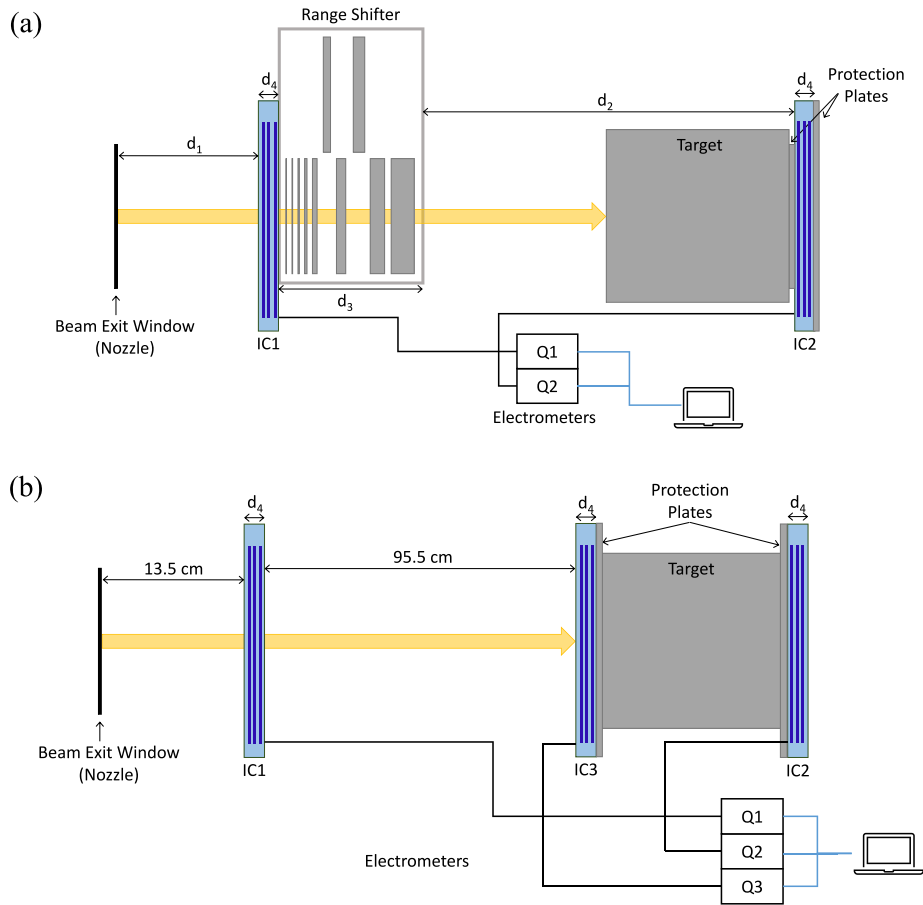 (a)
Range Shifter
d4
d2
d4
Protection
Plates
d1
Target
d3
Beam Exit Window
(Nozzle)
IC1
IC2
Q1
Q2
Electrometers
(b)
d4
d4
Protection
Plates
d4
13.5 cm
95.5 cm
Target
Beam Exit Window
(Nozzle)
IC1
IC3
IC2
Q1
Q2
Q3
Electrometers